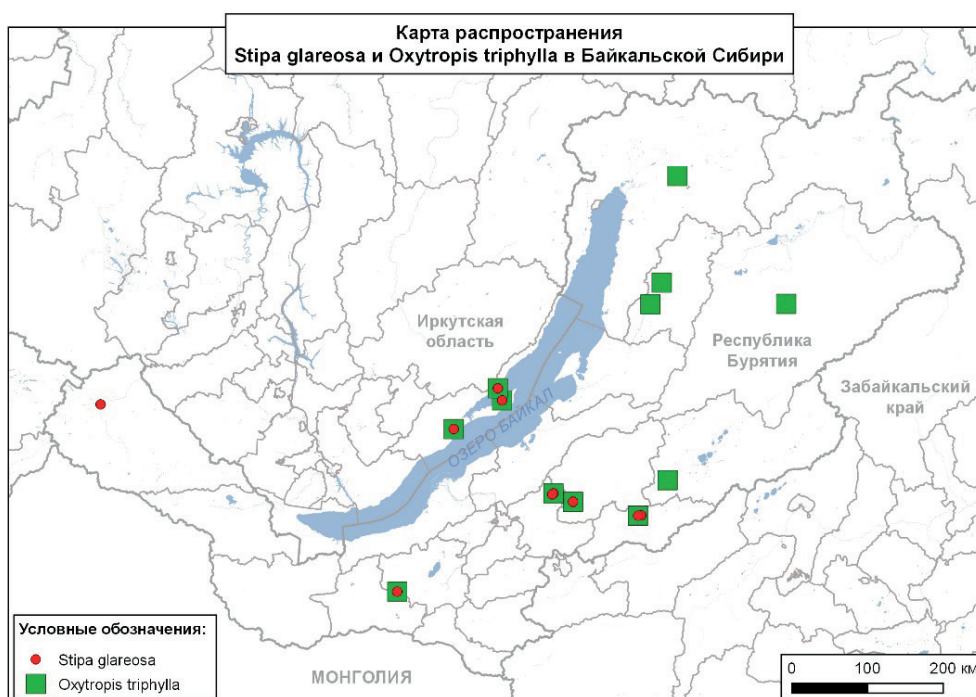 Карта распространения
Stipa glareosa и Oxytropis triphylla в Байкальской Сибири
Иркутская
область
Республика
Бурятия
Забайкальский
край
ОЗЕРО БАЙКАЛ
МОНГОЛИЯ
Условные обозначения:
Stipa glareosa
Oxytropis triphylla
0 100 200 км